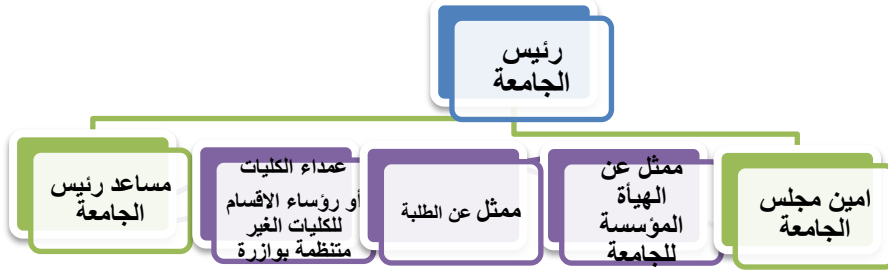 رئيس
الجامعة
امين مجلس
الجامعة
ممثل عن
الهيأة
المؤسسة
للجامعة
ممثل عن الطلبة
عمداء الكليات
أو رؤساء الاقسام
للكليات الغير
متنظمة بوازرة
مساعد رئيس
الجامعة